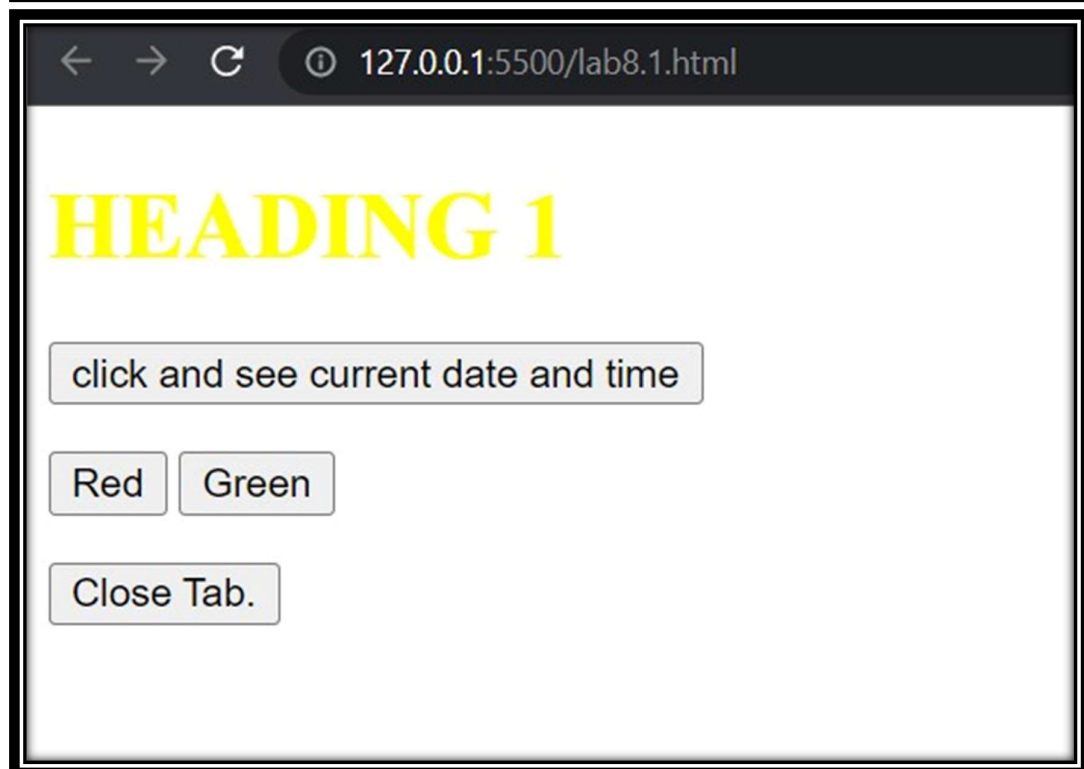 127.0.0.1:5500/lab8.1.html
HEADING 1
click and see current date and time
Red Green
Close Tab.